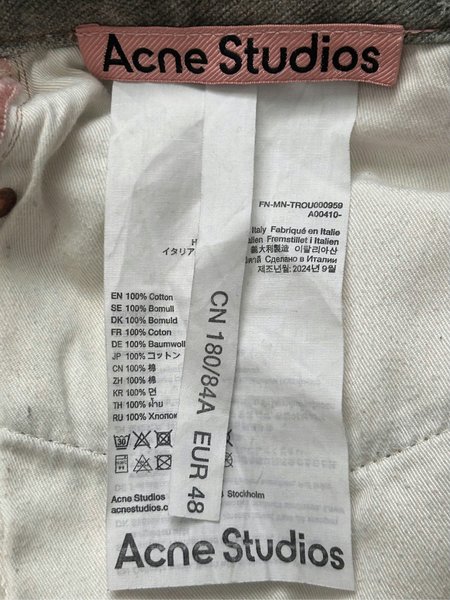 Acne Studios
FN-MN-TROU000959
A00410-
Italy Fabriqué en Italie
Fremstillet i Italien
義大利製造 이탈리아산
イタリア
Сделано в Италии
제조년월: 2024년 9월
EN 100% Cotton
SE 100% Bomull
DK 100% Bomuld
FR 100% Coton
DE 100% Baumwoll
JP 100% コットン
CN 100% 棉
ZH 100% 棉
KR 100% 면
TH 100% ฝ้าย
RU 100% Хлопок
CN 180/84A EUR 48
30
Acne Studios
Stockholm
acnestudios.c
Acne Studios